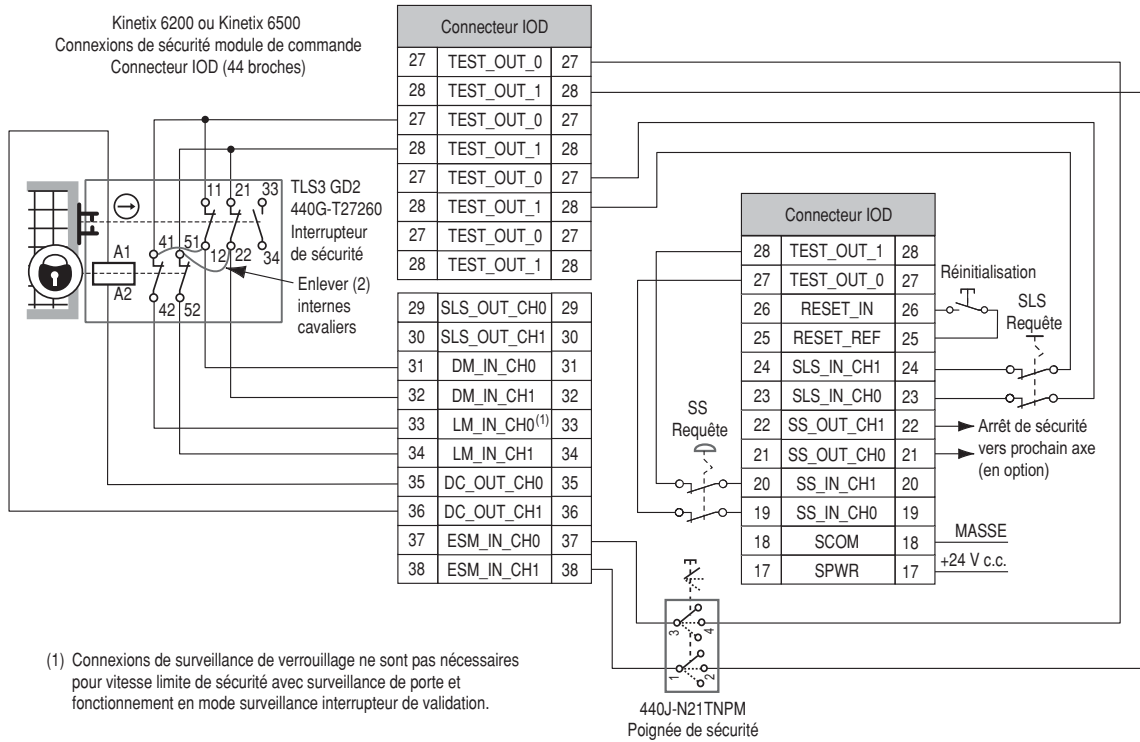 Kinetix 6200 ou Kinetix 6500
Connexions de sécurité module de commande
Connecteur IOD (44 broches)
Connecteur IOD
27 TEST_OUT_0 27
28 TEST_OUT_1 28
27 TEST_OUT_0 27
28 TEST_OUT_1 28
27 TEST_OUT_0 27
28 TEST_OUT_1 28
27 TEST_OUT_0 27
28 TEST_OUT_1 28
29 SLS_OUT_CH0 29
30 SLS_OUT_CH1 30
31 DM_IN_CH0 31
32 DM_IN_CH1 32
33 LM_IN_CH0(1) 33
34 LM_IN_CH1 34
35 DC_OUT_CH0 35
36 DC_OUT_CH1 36
37 ESM_IN_CH0 37
38 ESM_IN_CH1 38
11 21 33
41 51 12 22 34
A1
A2
42 52
TLS3 GD2
440G-T27260
Interrupteur
de sécurité
Enlever (2)
internes
cavaliers
Connecteur IOD
28 TEST_OUT_1 28
27 TEST_OUT_0 27
26 RESET_IN 26
25 RESET_REF 25
24 SLS_IN_CH1 24
23 SLS_IN_CH0 23
22 SS_OUT_CH1 22
21 SS_OUT_CH0 21
20 SS_IN_CH1 20
19 SS_IN_CH0 19
18 SCOM 18
17 SPWR 17
Réinitialisation
SLS
Requête
Arrêt de sécurité
vers prochain axe
(en option)
MASSE
+24 V c.c.
SS
Requête
3 4
1 2
440J-N21TNPM
Poignée de sécurité
(1) Connexions de surveillance de verrouillage ne sont pas nécessaires
pour vitesse limite de sécurité avec surveillance de porte et
fonctionnement en mode surveillance interrupteur de validation.